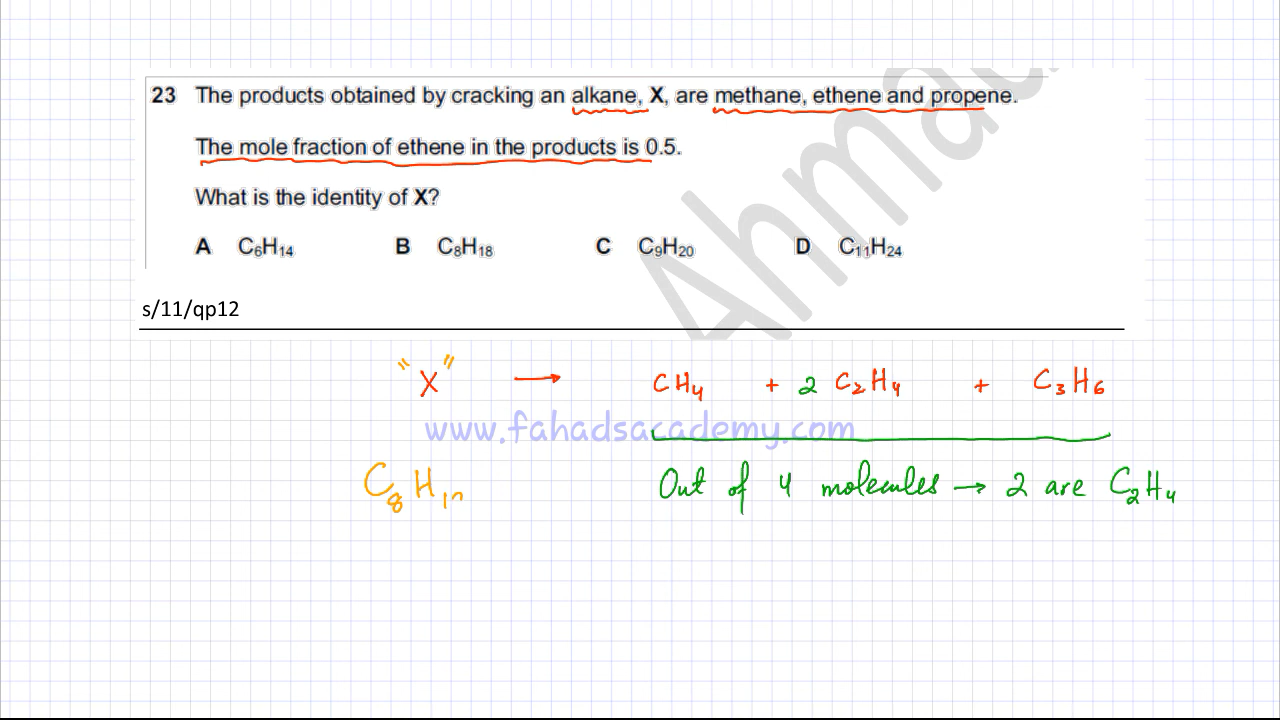 23 The products obtained by cracking an alkane, X, are methane, ethene and propene.
The mole fraction of ethene in the products is 0.5.
What is the identity of X?
A C₆H₁₄ B C₈H₁₈ C C₉H₂₀ D C₁₁H₂₄
s/11/qp12
"X" → CH₄ + 2 C₂H₄ + C₃H₆
www.fahadsacademy.com
C₈H
Out of 4 molecules → 2 are C₂H₄